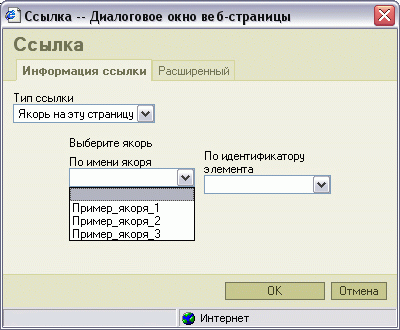 Ссылка -- Диалоговое окно веб-страницы
Ссылка
Информация ссылки
Расширенный
Тип ссылки
Якорь на эту страницу
Выберите якорь
По имени якоря
По идентификатору
элемента
Пример_якоря_1
Пример_якоря_2
Пример_якоря_3
OK
Отмена
Интернет